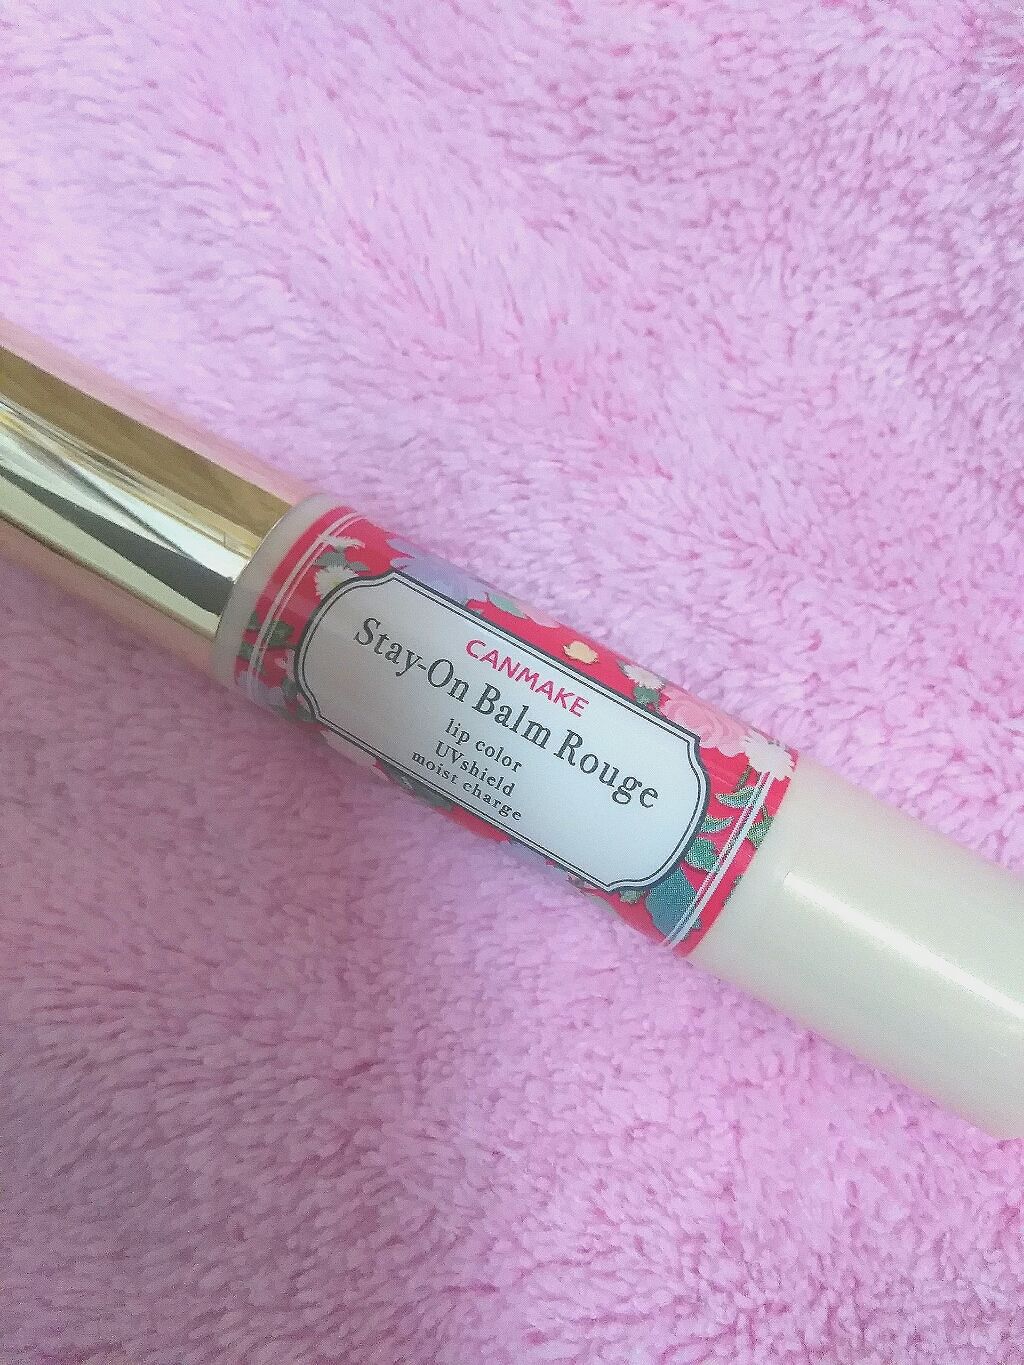 CANMAKE
Stay-On Balm Rouge
lip color
UVshield
moist charge